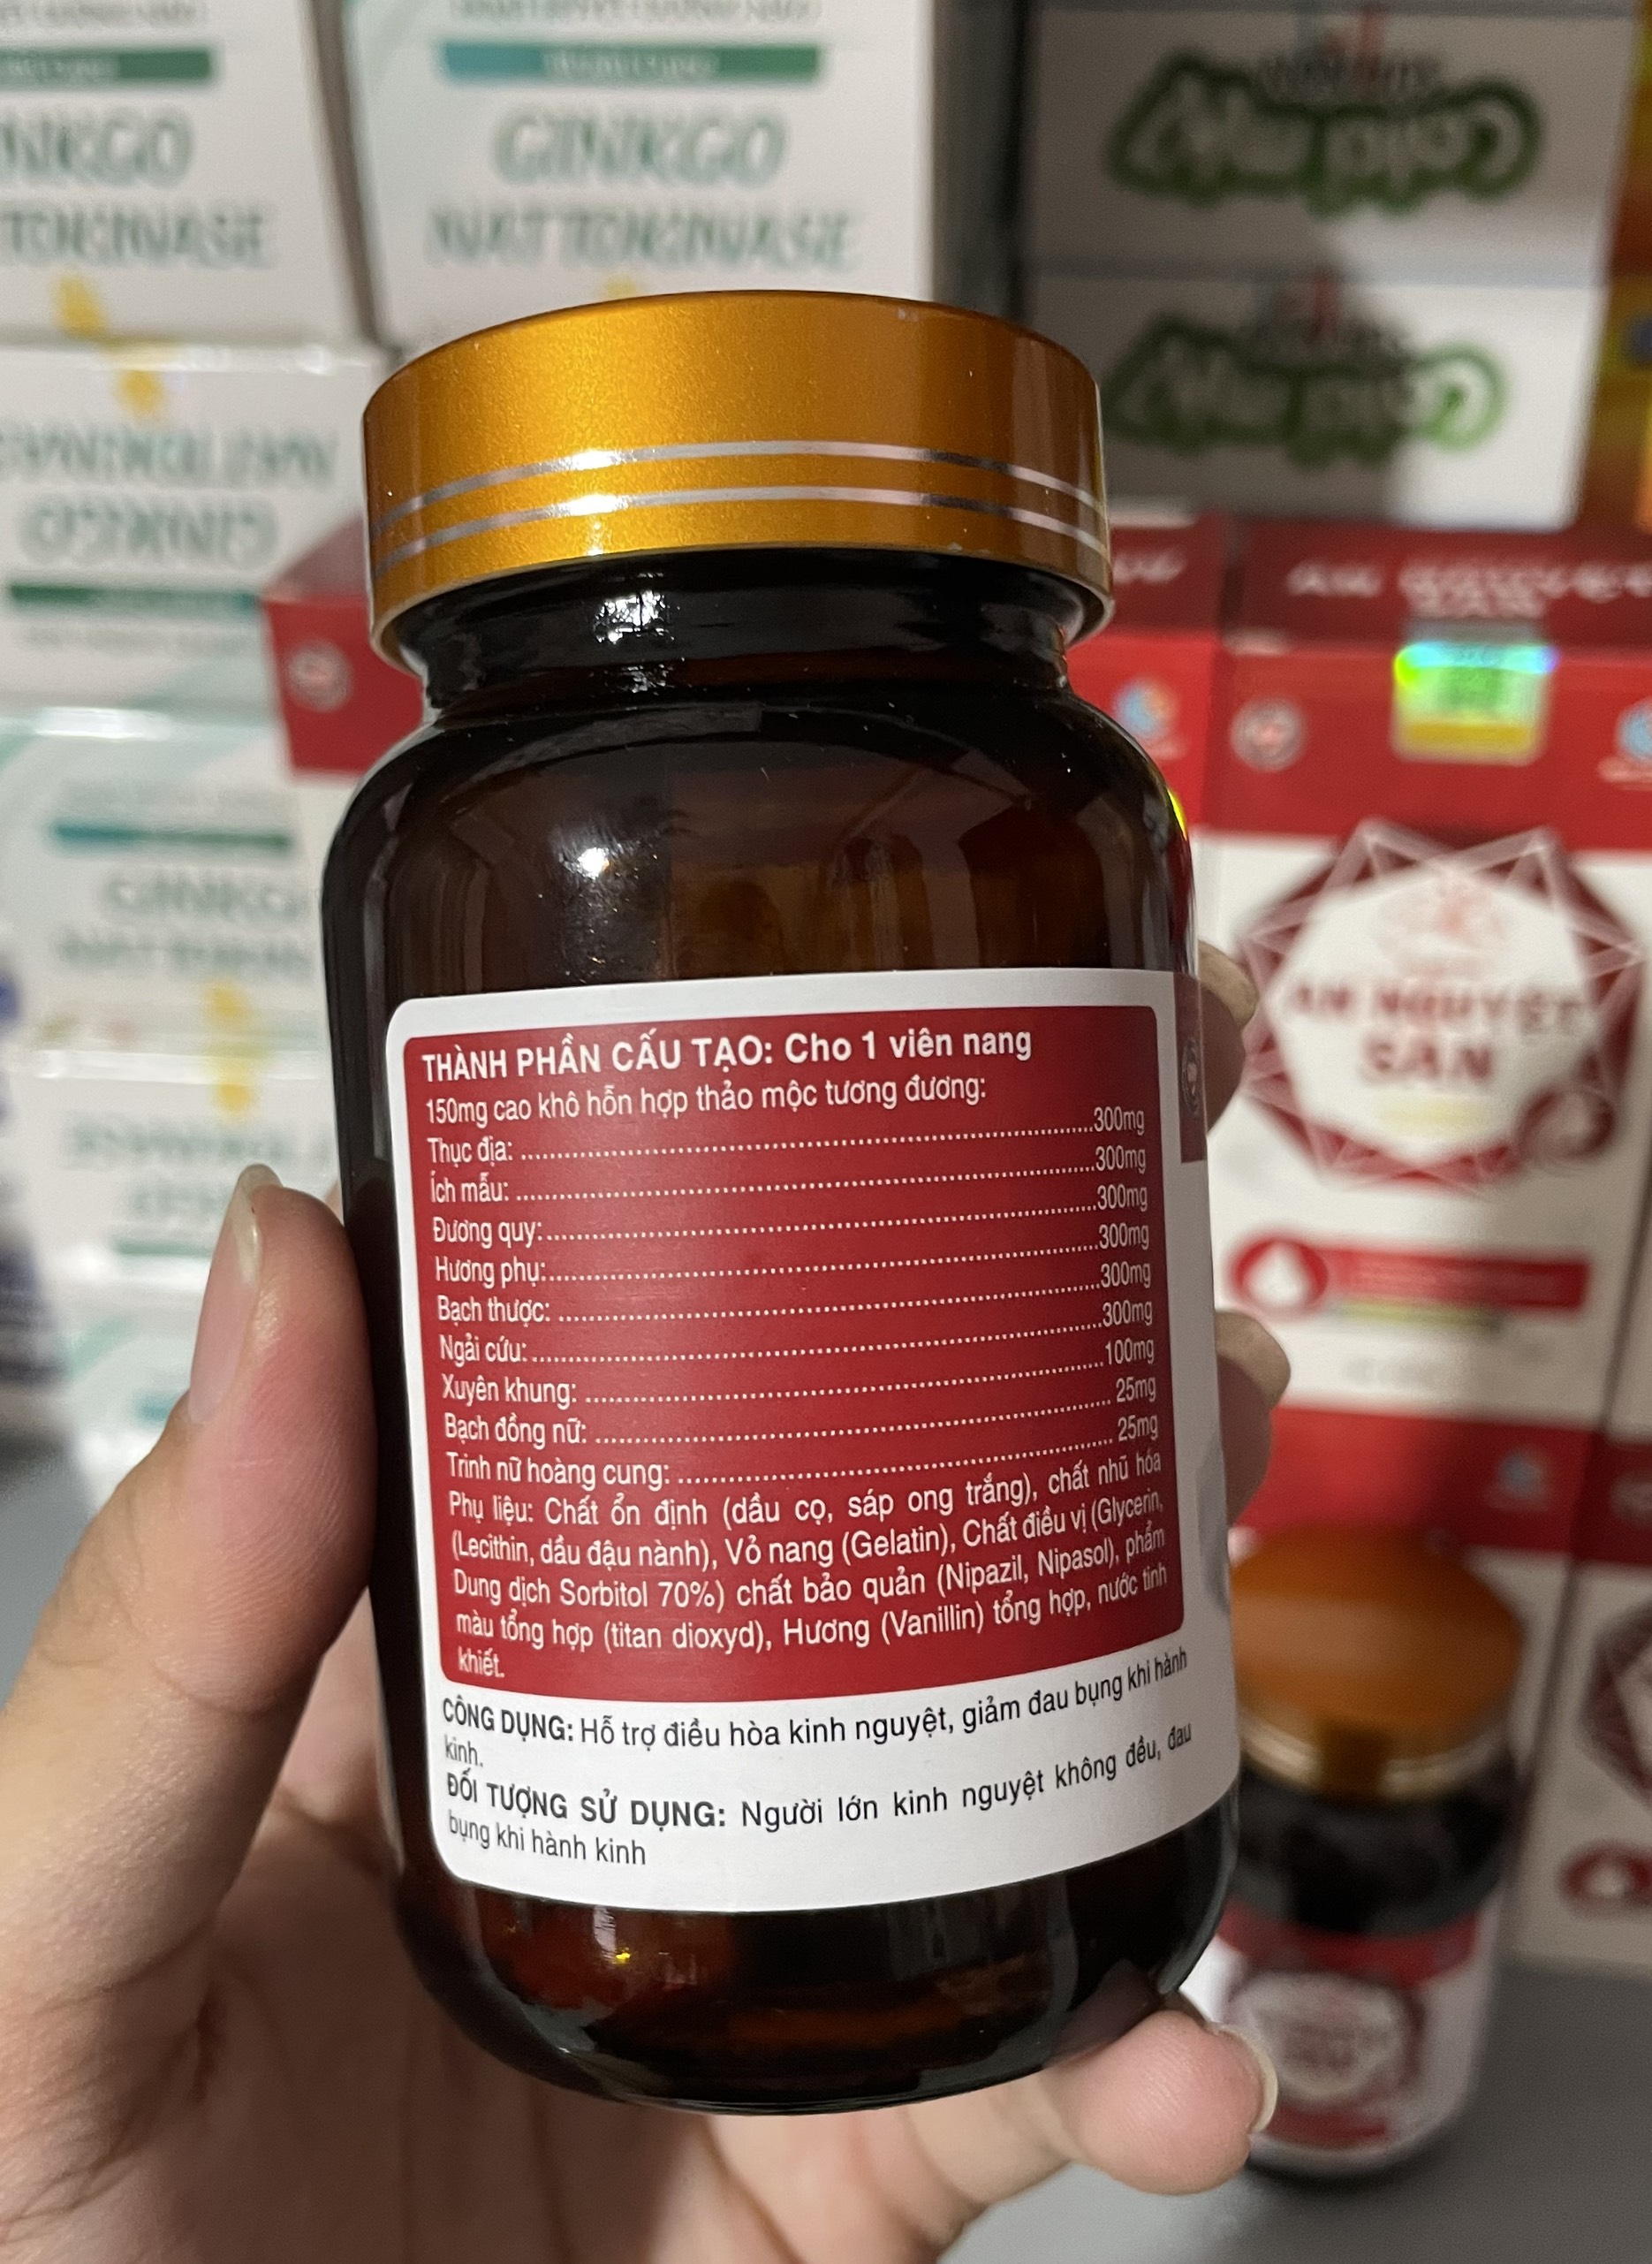 GINKGO
NATTOKINASE
THÀNH PHẦN CẤU TẠO: Cho 1 viên nang
150mg cao khô hỗn hợp thảo mộc tương đương:
Thục địa: ........ 300mg
Ích mẫu: ........ 300mg
Đương quy: ........ 300mg
Hương phụ: ........ 300mg
Bạch thược: ........ 300mg
Ngải cứu: ........ 300mg
Xuyên khung: ........ 100mg
Bạch đồng nữ: ........ 25mg
Trinh nữ hoàng cung: ........ 25mg
Phụ liệu: Chất ổn định (dầu cọ, sáp ong trắng), chất nhũ hóa
(Lecithin, dầu đậu nành), Vỏ nang (Gelatin), Chất điều vị (Glycerin,
Dung dịch Sorbitol 70%) chất bảo quản (Nipazil, Nipasol), phẩm
màu tổng hợp (titan dioxyd), Hương (Vanillin) tổng hợp, nước tinh
khiết.
CÔNG DỤNG: Hỗ trợ điều hòa kinh nguyệt, giảm đau bụng khi hành
kinh.
ĐỐI TƯỢNG SỬ DỤNG: Người lớn kinh nguyệt không đều, đau
bụng khi hành kinh
AN NGUYỆT
SAN